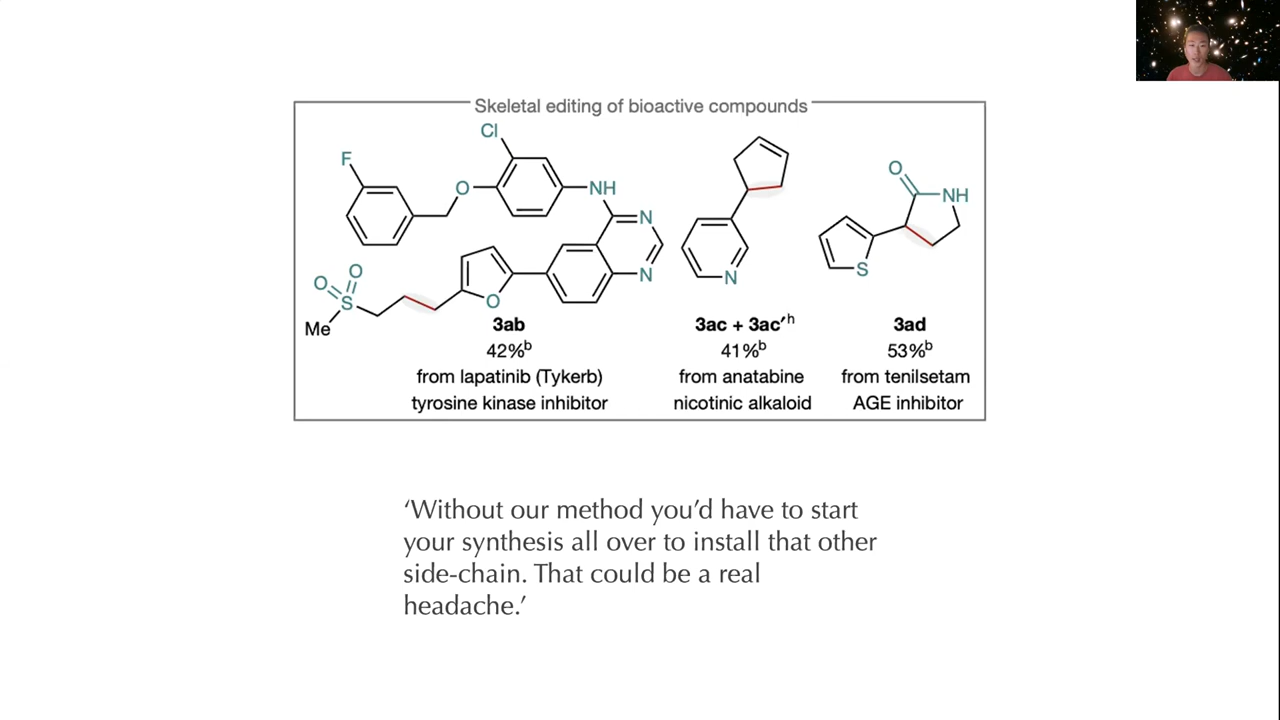 Skeletal editing of bioactive compounds
Cl
F
O
NH
N
N
O
O
O
S
Me
N
O
NH
S
3ab
42%b
from lapatinib (Tykerb)
tyrosine kinase inhibitor
3ac + 3ac′h
41%b
from anatabine
nicotinic alkaloid
3ad
53%b
from tenilsetam
AGE inhibitor
‘Without our method you’d have to start
your synthesis all over to install that other
side-chain. That could be a real
headache.’